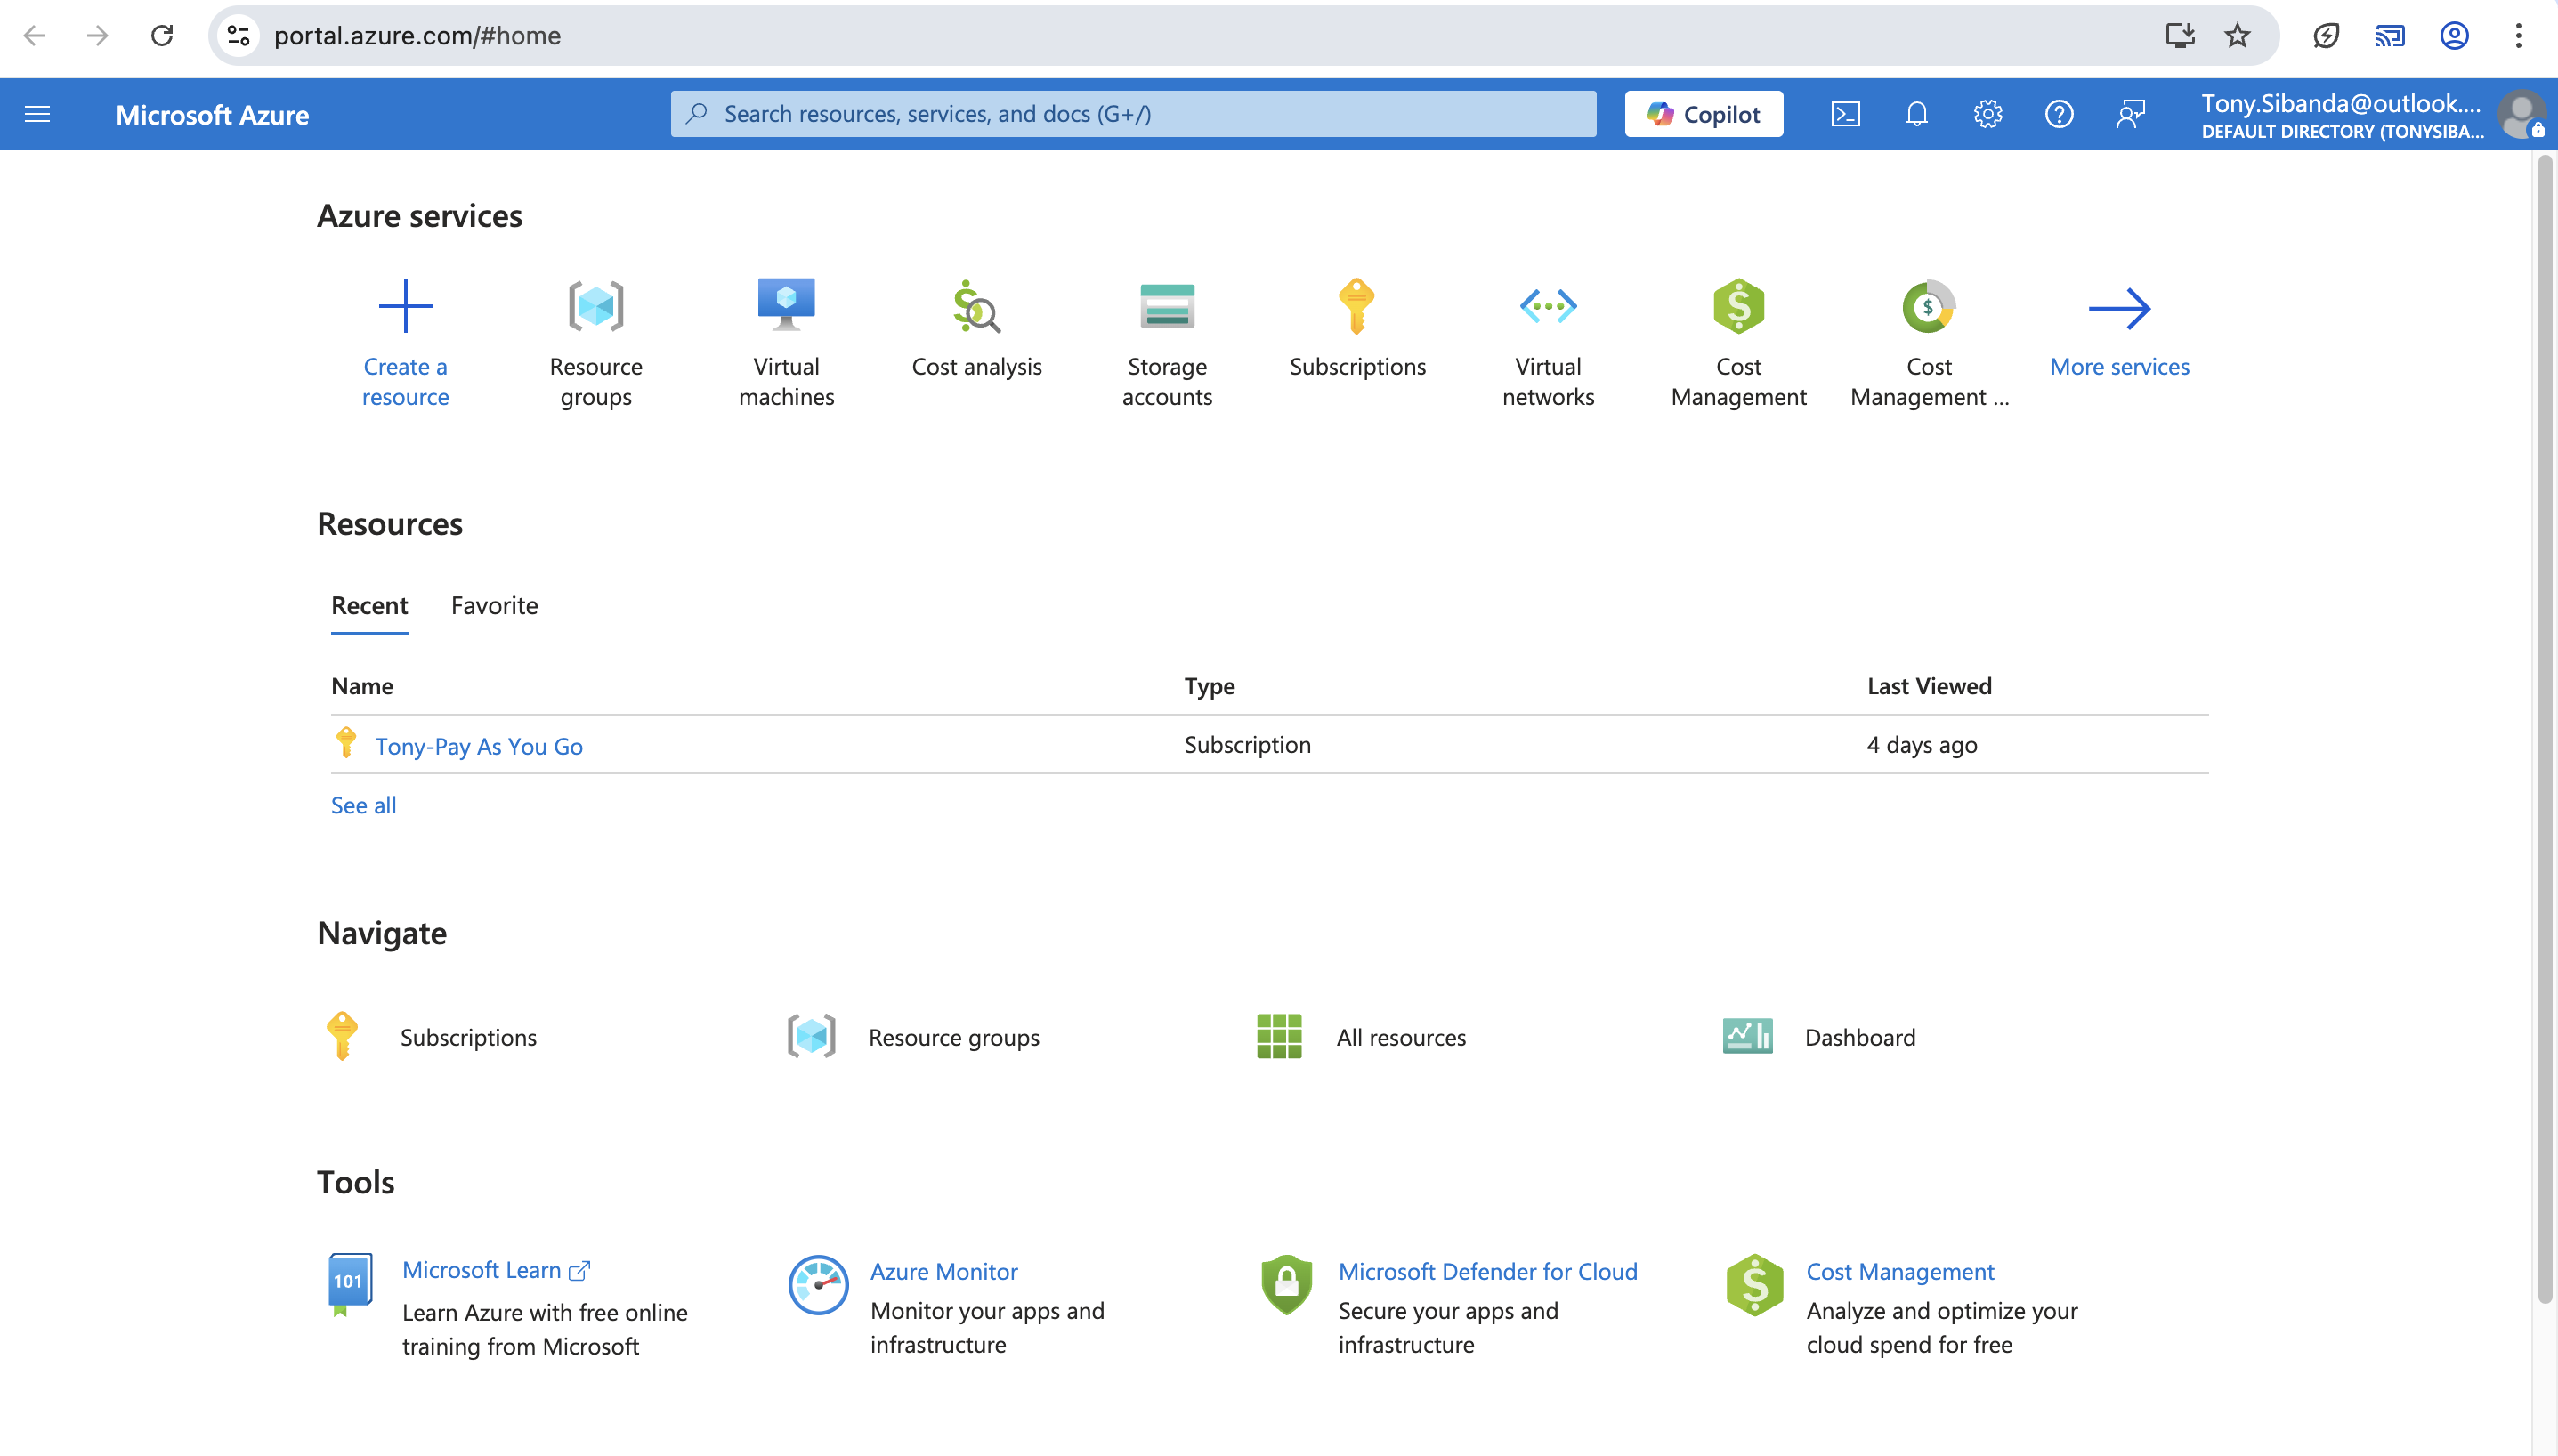 portal.azure.com/#home
Microsoft Azure
Search resources, services, and docs (G+/)
Copilot
Tony.Sibanda@outlook....
DEFAULT DIRECTORY (TONYSIBA...
Azure services
Create a
resource
Resource
groups
Virtual
machines
Cost analysis
Storage
accounts
Subscriptions
Virtual
networks
Cost
Management
Cost
Management ...
More services
Resources
Recent
Favorite
Name
Type
Last Viewed
Tony-Pay As You Go
Subscription
4 days ago
See all
Navigate
Subscriptions
Resource groups
All resources
Dashboard
Tools
101
Microsoft Learn
Learn Azure with free online
training from Microsoft
Azure Monitor
Monitor your apps and
infrastructure
Microsoft Defender for Cloud
Secure your apps and
infrastructure
Cost Management
Analyze and optimize your
cloud spend for free